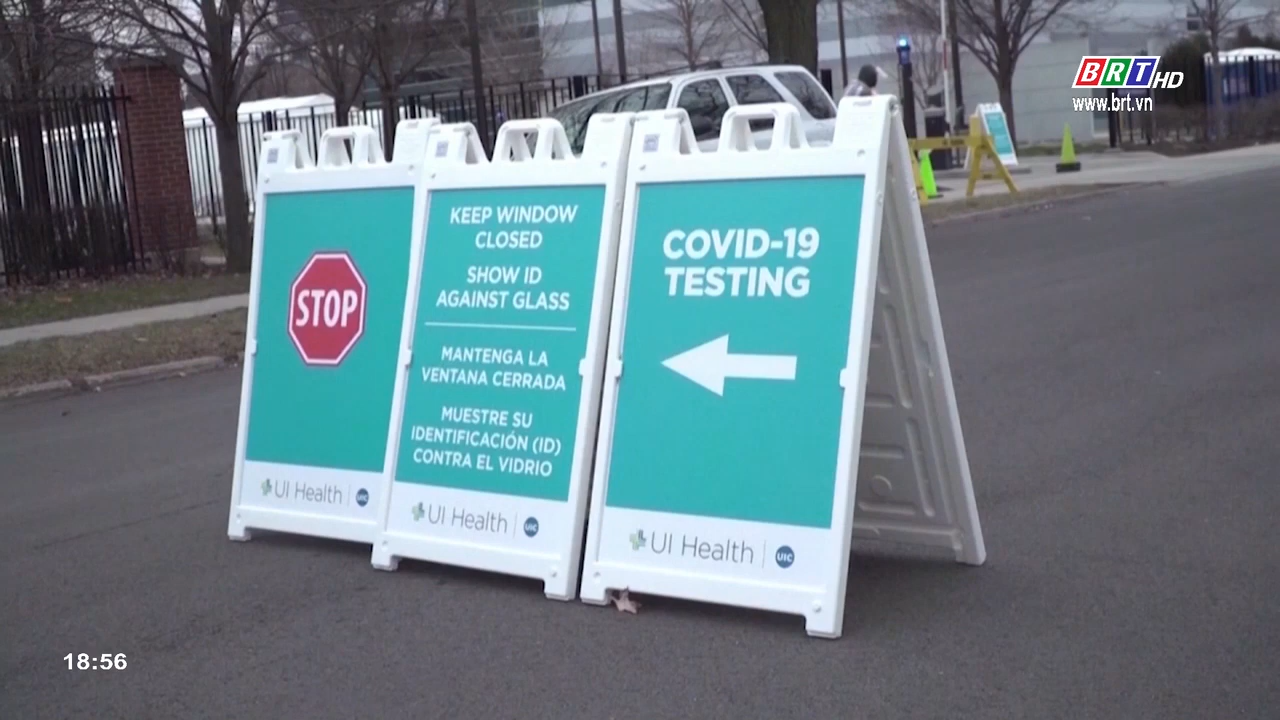 BRT HD
www.brt.vn
STOP
UI Health
UIC
KEEP WINDOW
CLOSED
SHOW ID
AGAINST GLASS
MANTENGA LA
VENTANA CERRADA
MUESTRE SU
IDENTIFICACIÓN (ID)
CONTRA EL VIDRIO
UI Health
UIC
COVID-19
TESTING
UI Health
UIC
18:56